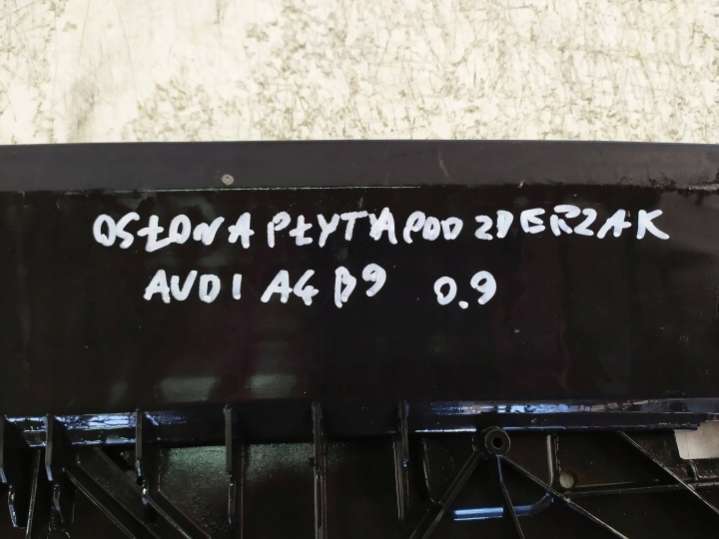 OSŁONA PŁYTA POD ZDERZAK
AUDI A4 B9 0.9